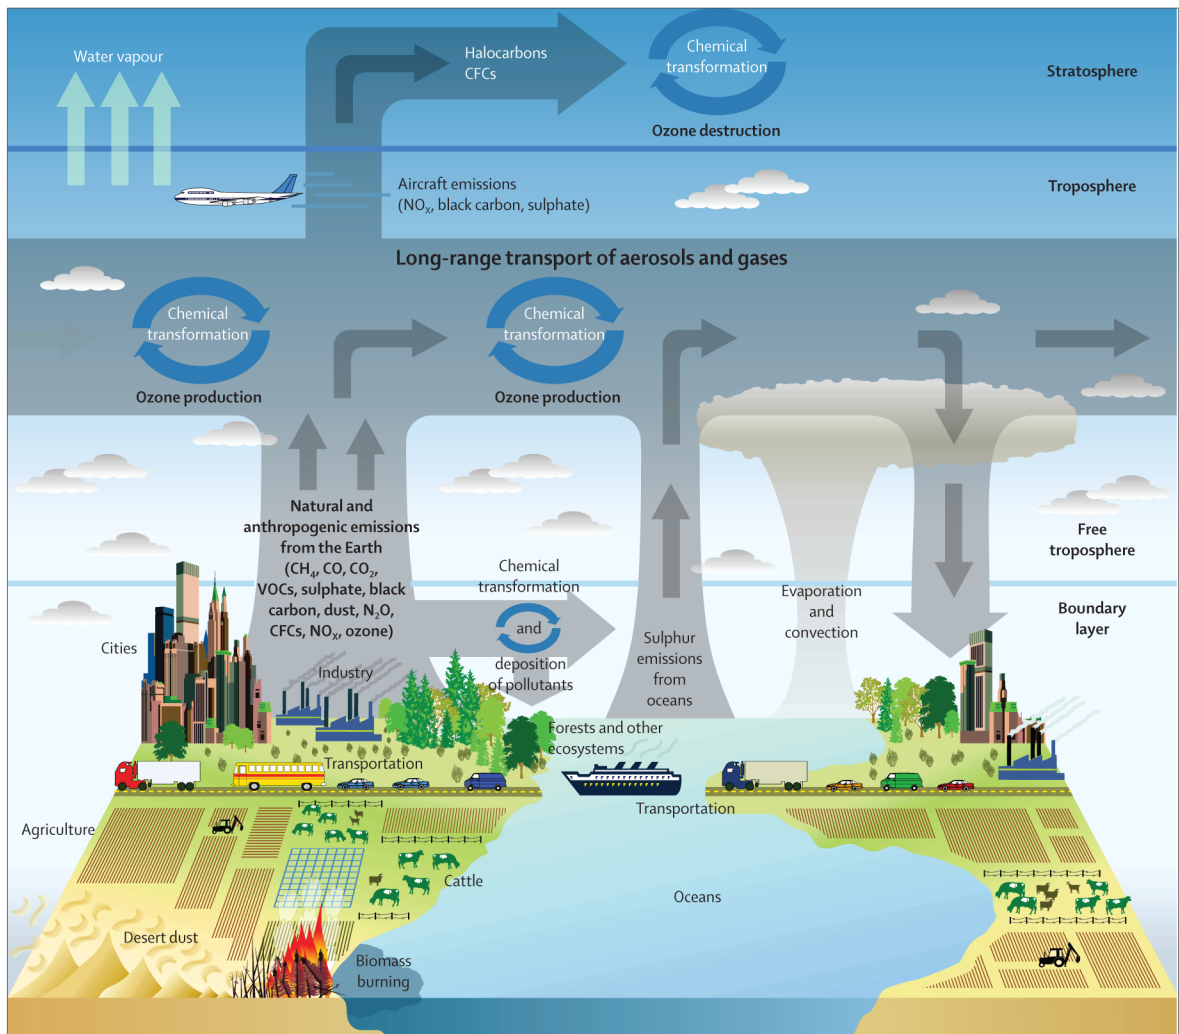 Water vapour
Halocarbons
CFCs
Chemical
transformation
Ozone destruction
Stratosphere
Aircraft emissions
(NOₓ, black carbon, sulphate)
Troposphere
Long-range transport of aerosols and gases
Chemical
transformation
Ozone production
Chemical
transformation
Ozone production
Natural and
anthropogenic emissions
from the Earth
(CH₄, CO, CO₂,
VOCs, sulphate, black
carbon, dust, N₂O,
CFCs, NOₓ, ozone)
Free
troposphere
Chemical
transformation
and
deposition
of pollutants
Evaporation
and
convection
Boundary
layer
Cities
Industry
Sulphur
emissions
from
oceans
Forests and other
ecosystems
Transportation
Transportation
Agriculture
Cattle
Oceans
Desert dust
Biomass
burning